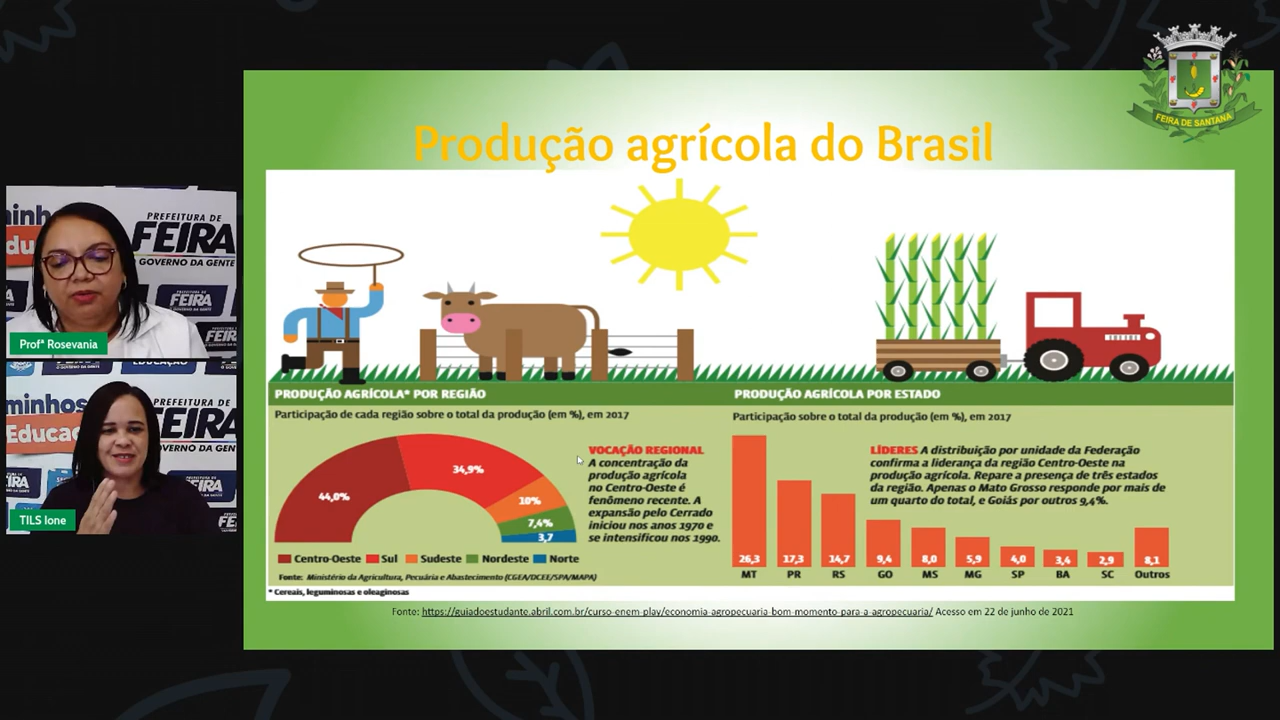 FEIRA DE SANTANA
Produção agrícola do Brasil
PREFEITURA DE
FEIRA
GOVERNO DA GENTE
FEIRA
Profª Rosevania
EDUCAÇÃO
minhos
Educaç
PREFEITURA DE
TILS Ione
PRODUÇÃO AGRÍCOLA* POR REGIÃO
Participação de cada região sobre o total da produção (em %), em 2017
44,0%
34,9%
10%
7,4%
3,7
VOCAÇÃO REGIONAL
A concentração da
produção agrícola
no Centro-Oeste é
fenômeno recente. A
expansão pelo Cerrado
iniciou nos anos 1970 e
se intensificou nos 1990.
Centro-Oeste Sul Sudeste Nordeste Norte
Fonte: Ministério da Agricultura, Pecuária e Abastecimento (CGEA/DCEE/SPA/MAPA)
* Cereais, leguminosas e oleaginosas
PRODUÇÃO AGRÍCOLA POR ESTADO
Participação sobre o total da produção (em %), em 2017
LÍDERES A distribuição por unidade da Federação
confirma a liderança da região Centro-Oeste na
produção agrícola. Repare a presença de três estados
da região. Apenas o Mato Grosso responde por mais de
um quarto do total, e Goiás por outros 9,4%.
26,3 17,3 14,7 9,4 8,0 5,9 4,0 3,4 2,9 8,1
MT PR RS GO MS MG SP BA SC Outros
Fonte: https://guiadoestudante.abril.com.br/curso-enem-play/economia-agropecuaria-bom-momento-para-a-agropecuaria/ Acesso em 22 de junho de 2021